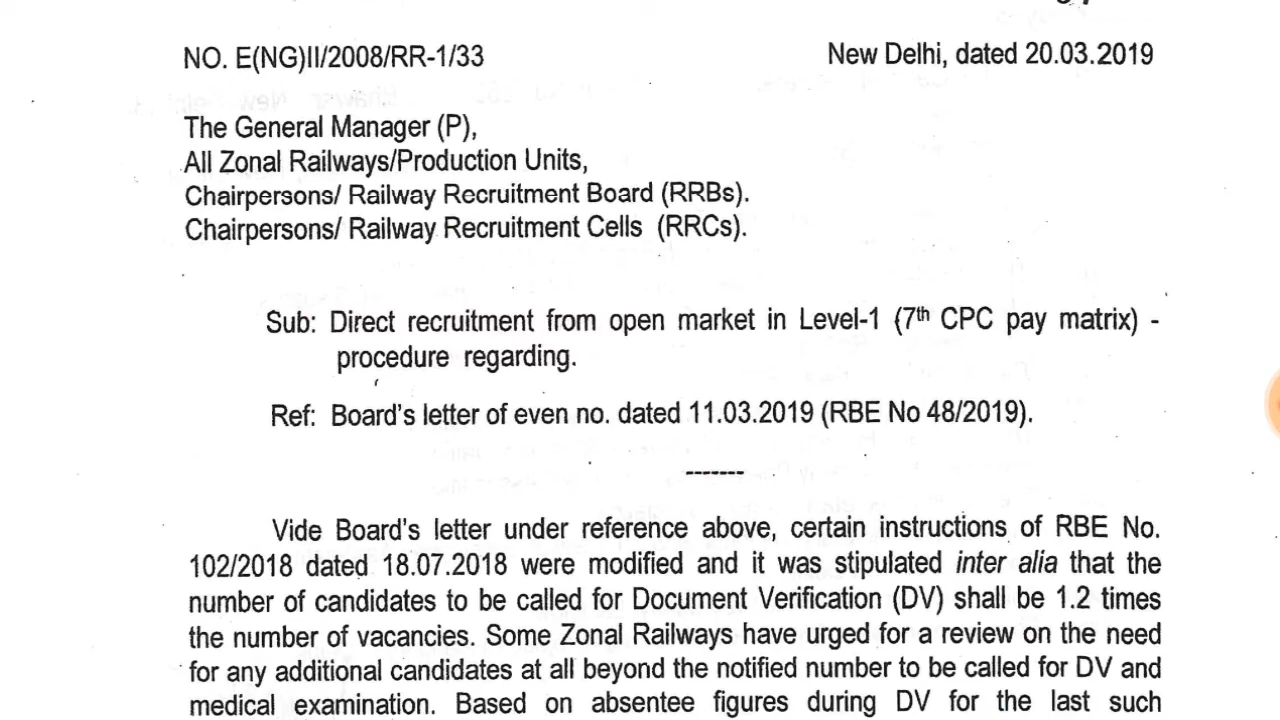 NO. E(NG)II/2008/RR-1/33 New Delhi, dated 20.03.2019
The General Manager (P),
All Zonal Railways/Production Units,
Chairpersons/ Railway Recruitment Board (RRBs).
Chairpersons/ Railway Recruitment Cells (RRCs).
Sub: Direct recruitment from open market in Level-1 (7th CPC pay matrix) -
procedure regarding.
Ref: Board's letter of even no. dated 11.03.2019 (RBE No 48/2019).
-------
Vide Board's letter under reference above, certain instructions of RBE No.
102/2018 dated 18.07.2018 were modified and it was stipulated inter alia that the
number of candidates to be called for Document Verification (DV) shall be 1.2 times
the number of vacancies. Some Zonal Railways have urged for a review on the need
for any additional candidates at all beyond the notified number to be called for DV and
medical examination. Based on absentee figures during DV for the last such